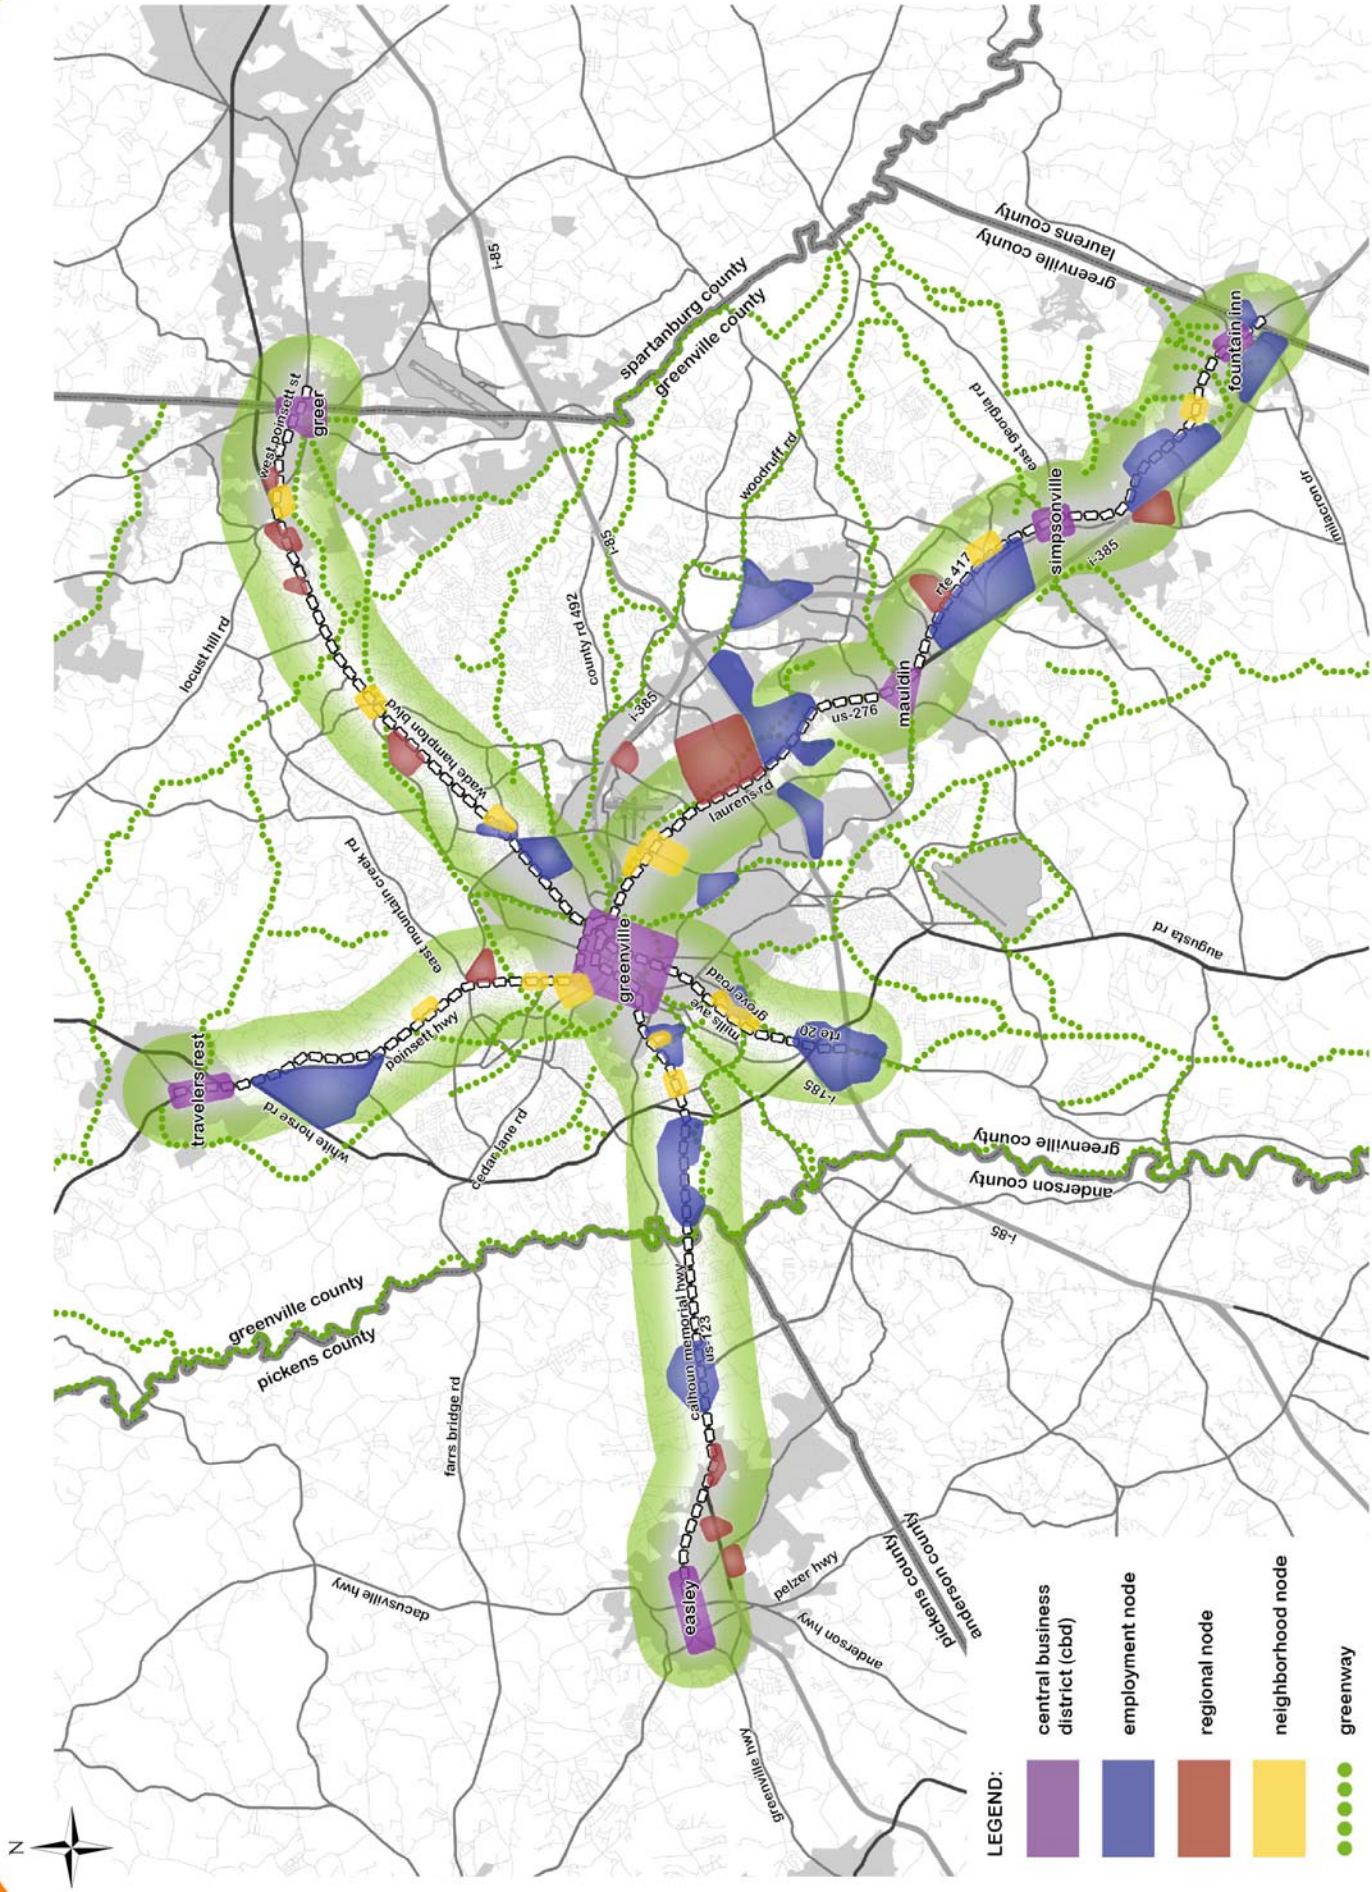 N
i-85
west poinsett st
greer
spartanburg county
greenville county
laurens county
greenville county
fountain inn
locust hill rd
i-85
woodruff rd
east georgia rd
milacron dr
simpsonville
i-385
rte 417
county rd 492
i-385
wade hampton blvd
us-276
mauldin
laurens rd
east mountain creek rd
greenville
augusta rd
travelers rest
poinsett hwy
white horse rd
cedar lane rd
grove road
mills ave
rte 20
i-185
greenville county
anderson county
i-85
greenville county
pickens county
calhoun memorial hwy
us-123
farrs bridge rd
dacusville hwy
easley
pelzer hwy
anderson hwy
greenville hwy
pickens county
anderson county
LEGEND:
central business
district (cbd)
employment node
regional node
neighborhood node
greenway